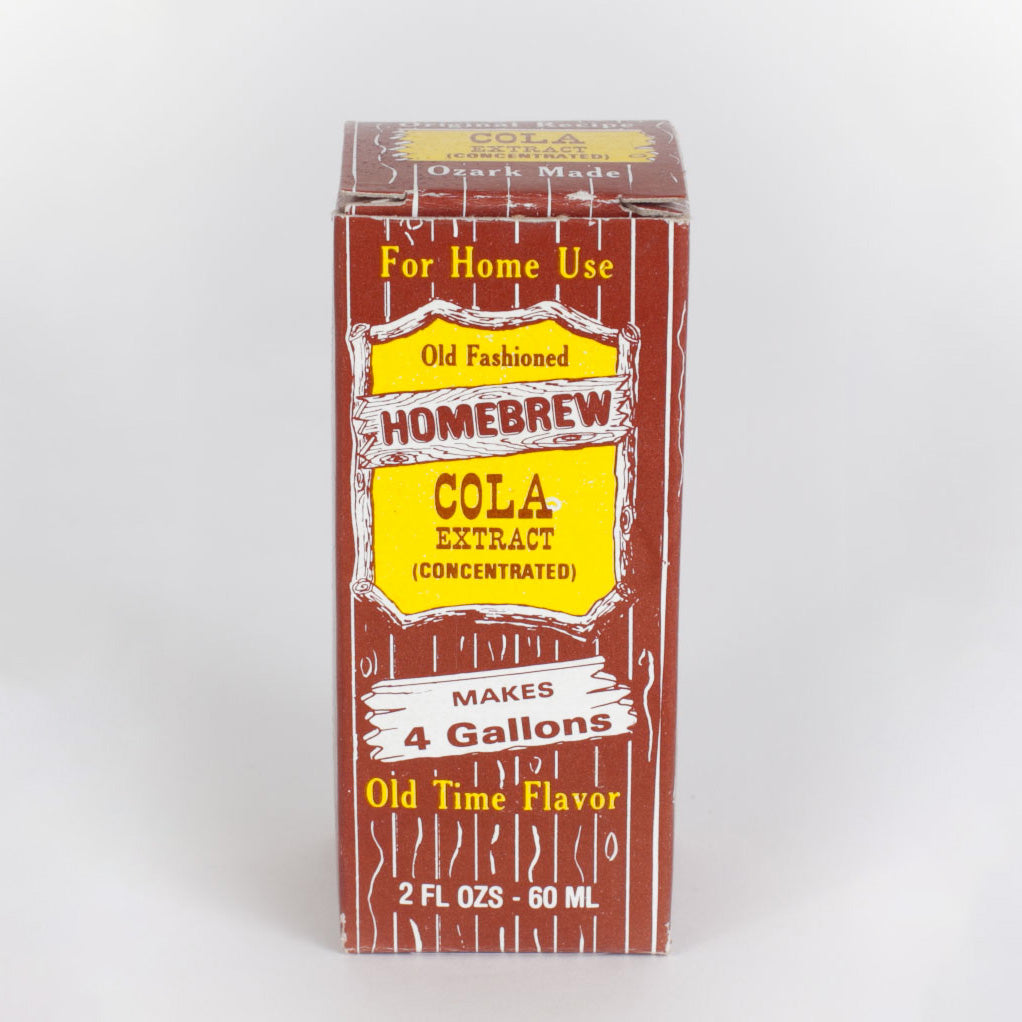 Original Recipe
COLA
EXTRACT
(CONCENTRATED)
Ozark Made
For Home Use
Old Fashioned
HOMEBREW
COLA
EXTRACT
(CONCENTRATED)
MAKES
4 Gallons
Old Time Flavor
2 FL OZS - 60 ML